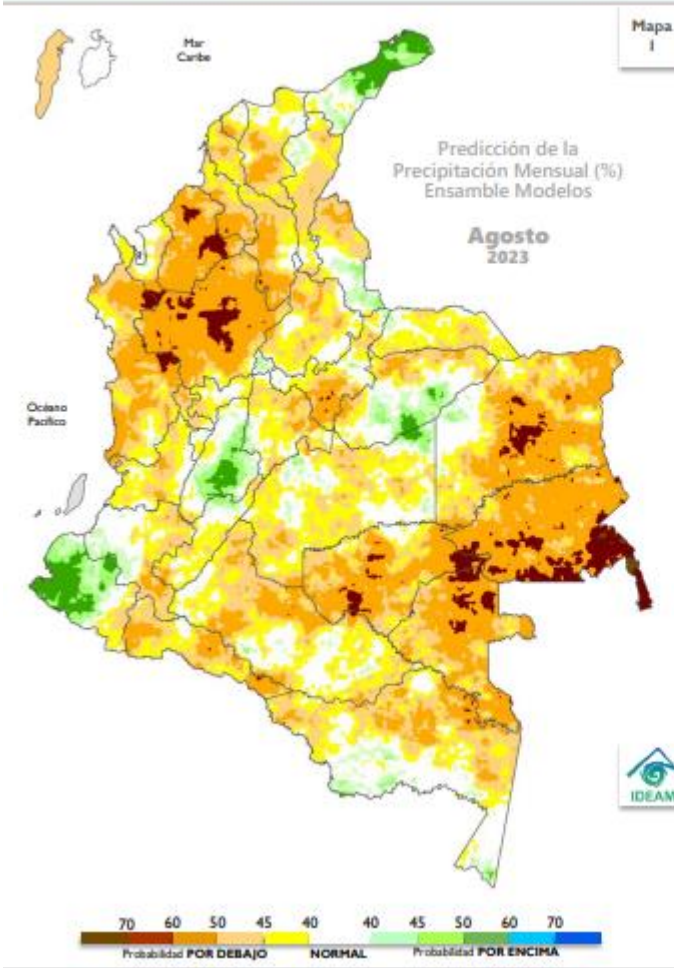 Mapa
I
Mar
Caribe
Predicción de la
Precipitación Mensual (%)
Ensamble Modelos
Agosto
2023
Océano
Pacífico
IDEAM
70 60 50 45 40 40 45 50 60 70
Probabilidad POR DEBAJO NORMAL Probabilidad POR ENCIMA